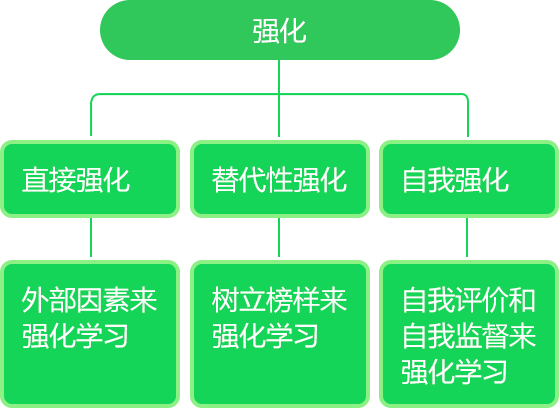 强化
直接强化
替代性强化
自我强化
外部因素来
强化学习
树立榜样来
强化学习
自我评价和
自我监督来
强化学习